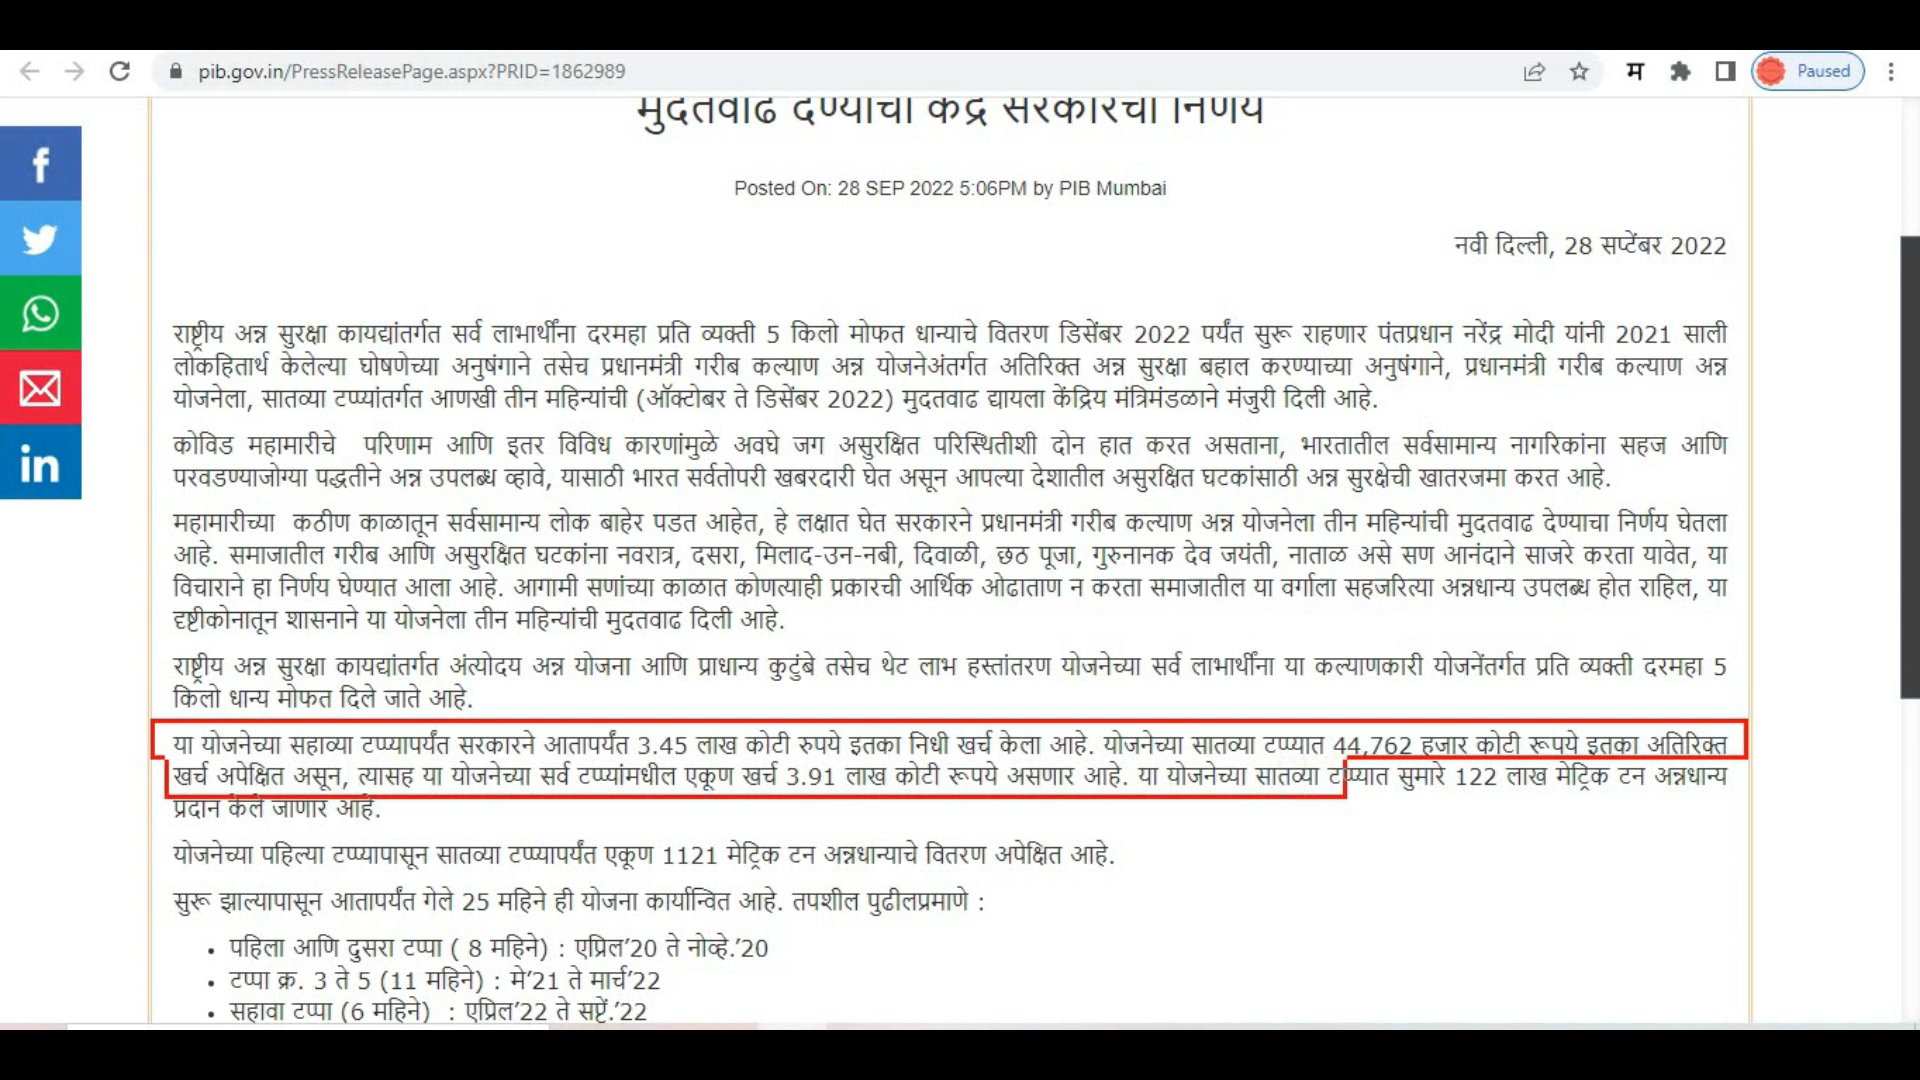 pib.gov.in/PressReleasePage.aspx?PRID=1862989
म
Paused
मुदतवाढ देण्याचा केंद्र सरकारचा निर्णय
Posted On: 28 SEP 2022 5:06PM by PIB Mumbai
नवी दिल्ली, 28 सप्टेंबर 2022
राष्ट्रीय अन्न सुरक्षा कायद्यांतर्गत सर्व लाभार्थींना दरमहा प्रति व्यक्ती 5 किलो मोफत धान्याचे वितरण डिसेंबर 2022 पर्यंत सुरू राहणार पंतप्रधान नरेंद्र मोदी यांनी 2021 साली
लोकहितार्थ केलेल्या घोषणेच्या अनुषंगाने तसेच प्रधानमंत्री गरीब कल्याण अन्न योजनेअंतर्गत अतिरिक्त अन्न सुरक्षा बहाल करण्याच्या अनुषंगाने, प्रधानमंत्री गरीब कल्याण अन्न
योजनेला, सातव्या टप्प्यांतर्गत आणखी तीन महिन्यांची (ऑक्टोबर ते डिसेंबर 2022) मुदतवाढ द्यायला केंद्रिय मंत्रिमंडळाने मंजुरी दिली आहे.
कोविड महामारीचे परिणाम आणि इतर विविध कारणांमुळे अवघे जग असुरक्षित परिस्थितीशी दोन हात करत असताना, भारतातील सर्वसामान्य नागरिकांना सहज आणि
परवडण्याजोग्या पद्धतीने अन्न उपलब्ध व्हावे, यासाठी भारत सर्वतोपरी खबरदारी घेत असून आपल्या देशातील असुरक्षित घटकांसाठी अन्न सुरक्षेची खातरजमा करत आहे.
महामारीच्या कठीण काळातून सर्वसामान्य लोक बाहेर पडत आहेत, हे लक्षात घेत सरकारने प्रधानमंत्री गरीब कल्याण अन्न योजनेला तीन महिन्यांची मुदतवाढ देण्याचा निर्णय घेतला
आहे. समाजातील गरीब आणि असुरक्षित घटकांना नवरात्र, दसरा, मिलाद-उन-नबी, दिवाळी, छठ पूजा, गुरुनानक देव जयंती, नाताळ असे सण आनंदाने साजरे करता यावेत, या
विचाराने हा निर्णय घेण्यात आला आहे. आगामी सणांच्या काळात कोणत्याही प्रकारची आर्थिक ओढाताण न करता समाजातील या वर्गाला सहजरित्या अन्नधान्य उपलब्ध होत राहिल, या
दृष्टीकोनातून शासनाने या योजनेला तीन महिन्यांची मुदतवाढ दिली आहे.
राष्ट्रीय अन्न सुरक्षा कायद्यांतर्गत अंत्योदय अन्न योजना आणि प्राधान्य कुटुंबे तसेच थेट लाभ हस्तांतरण योजनेच्या सर्व लाभार्थींना या कल्याणकारी योजनेंतर्गत प्रति व्यक्ती दरमहा 5
किलो धान्य मोफत दिले जाते आहे.
या योजनेच्या सहाव्या टप्प्यापर्यंत सरकारने आतापर्यंत 3.45 लाख कोटी रुपये इतका निधी खर्च केला आहे. योजनेच्या सातव्या टप्प्यात 44,762 हजार कोटी रूपये इतका अतिरिक्त
खर्च अपेक्षित असून, त्यासह या योजनेच्या सर्व टप्प्यांमधील एकूण खर्च 3.91 लाख कोटी रूपये असणार आहे. या योजनेच्या सातव्या टप्प्यात सुमारे 122 लाख मेट्रिक टन अन्नधान्य
प्रदान केले जाणार आहे.
योजनेच्या पहिल्या टप्प्यापासून सातव्या टप्प्यापर्यंत एकूण 1121 मेट्रिक टन अन्नधान्याचे वितरण अपेक्षित आहे.
सुरू झाल्यापासून आतापर्यंत गेले 25 महिने ही योजना कार्यान्वित आहे. तपशील पुढीलप्रमाणे :
• पहिला आणि दुसरा टप्पा ( 8 महिने) : एप्रिल’20 ते नोव्हे.’20
• टप्पा क्र. 3 ते 5 (11 महिने) : मे’21 ते मार्च’22
• सहावा टप्पा (6 महिने) : एप्रिल’22 ते सप्टें.’22